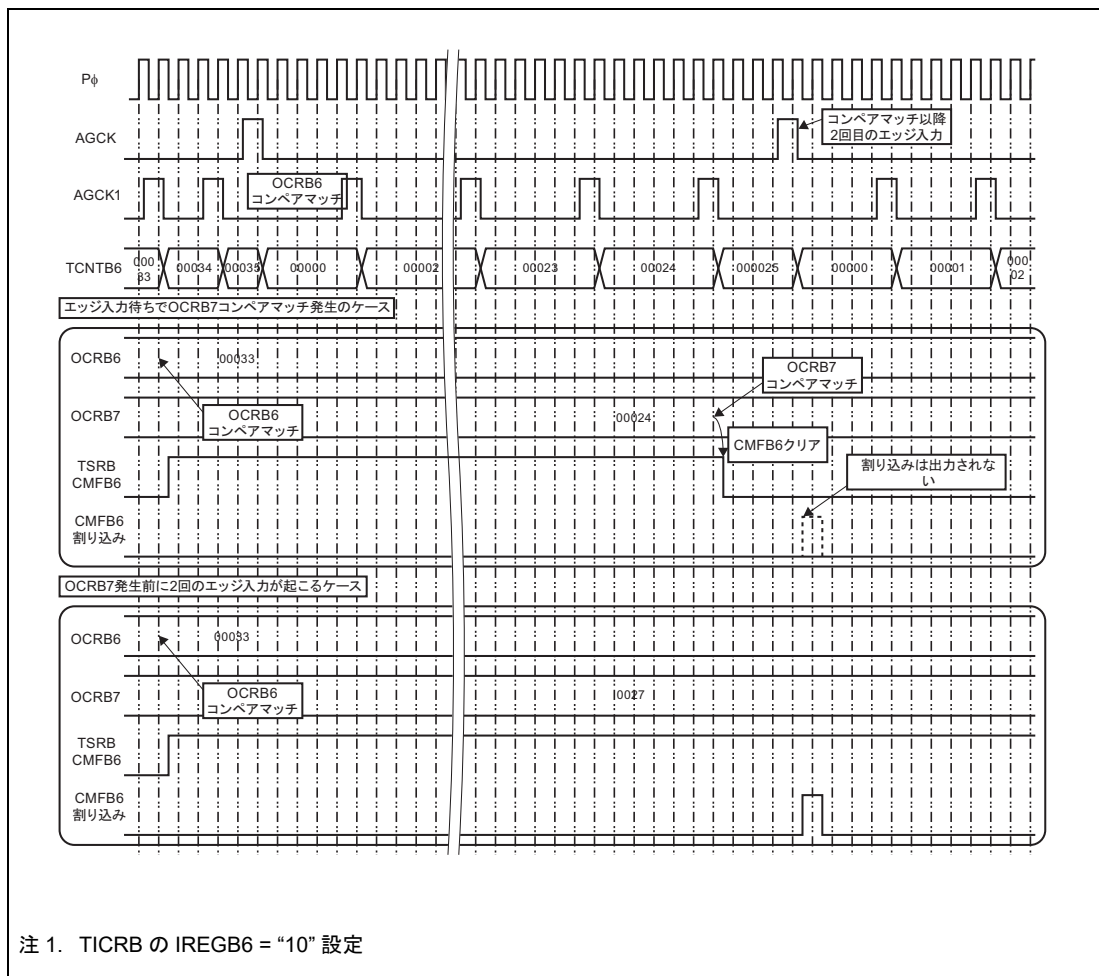 Pϕ
AGCK
コンペアマッチ以降
2回目のエッジ入力
AGCK1
OCRB6
コンペアマッチ
TCNTB6
000
33
00034
00035
00000
00002
00023
00024
000025
00000
00001
000
02
エッジ入力待ちでOCRB7コンペアマッチ発生のケース
OCRB6
00033
OCRB7
コンペアマッチ
OCRB7
OCRB6
コンペアマッチ
00024
CMFB6クリア
TSRB
CMFB6
割り込みは出力されな
い
CMFB6
割り込み
OCRB7発生前に2回のエッジ入力が起こるケース
OCRB6
00033
OCRB7
OCRB6
コンペアマッチ
0027
TSRB
CMFB6
CMFB6
割り込み
注 1. TICRB の IREGB6 = “10” 設定